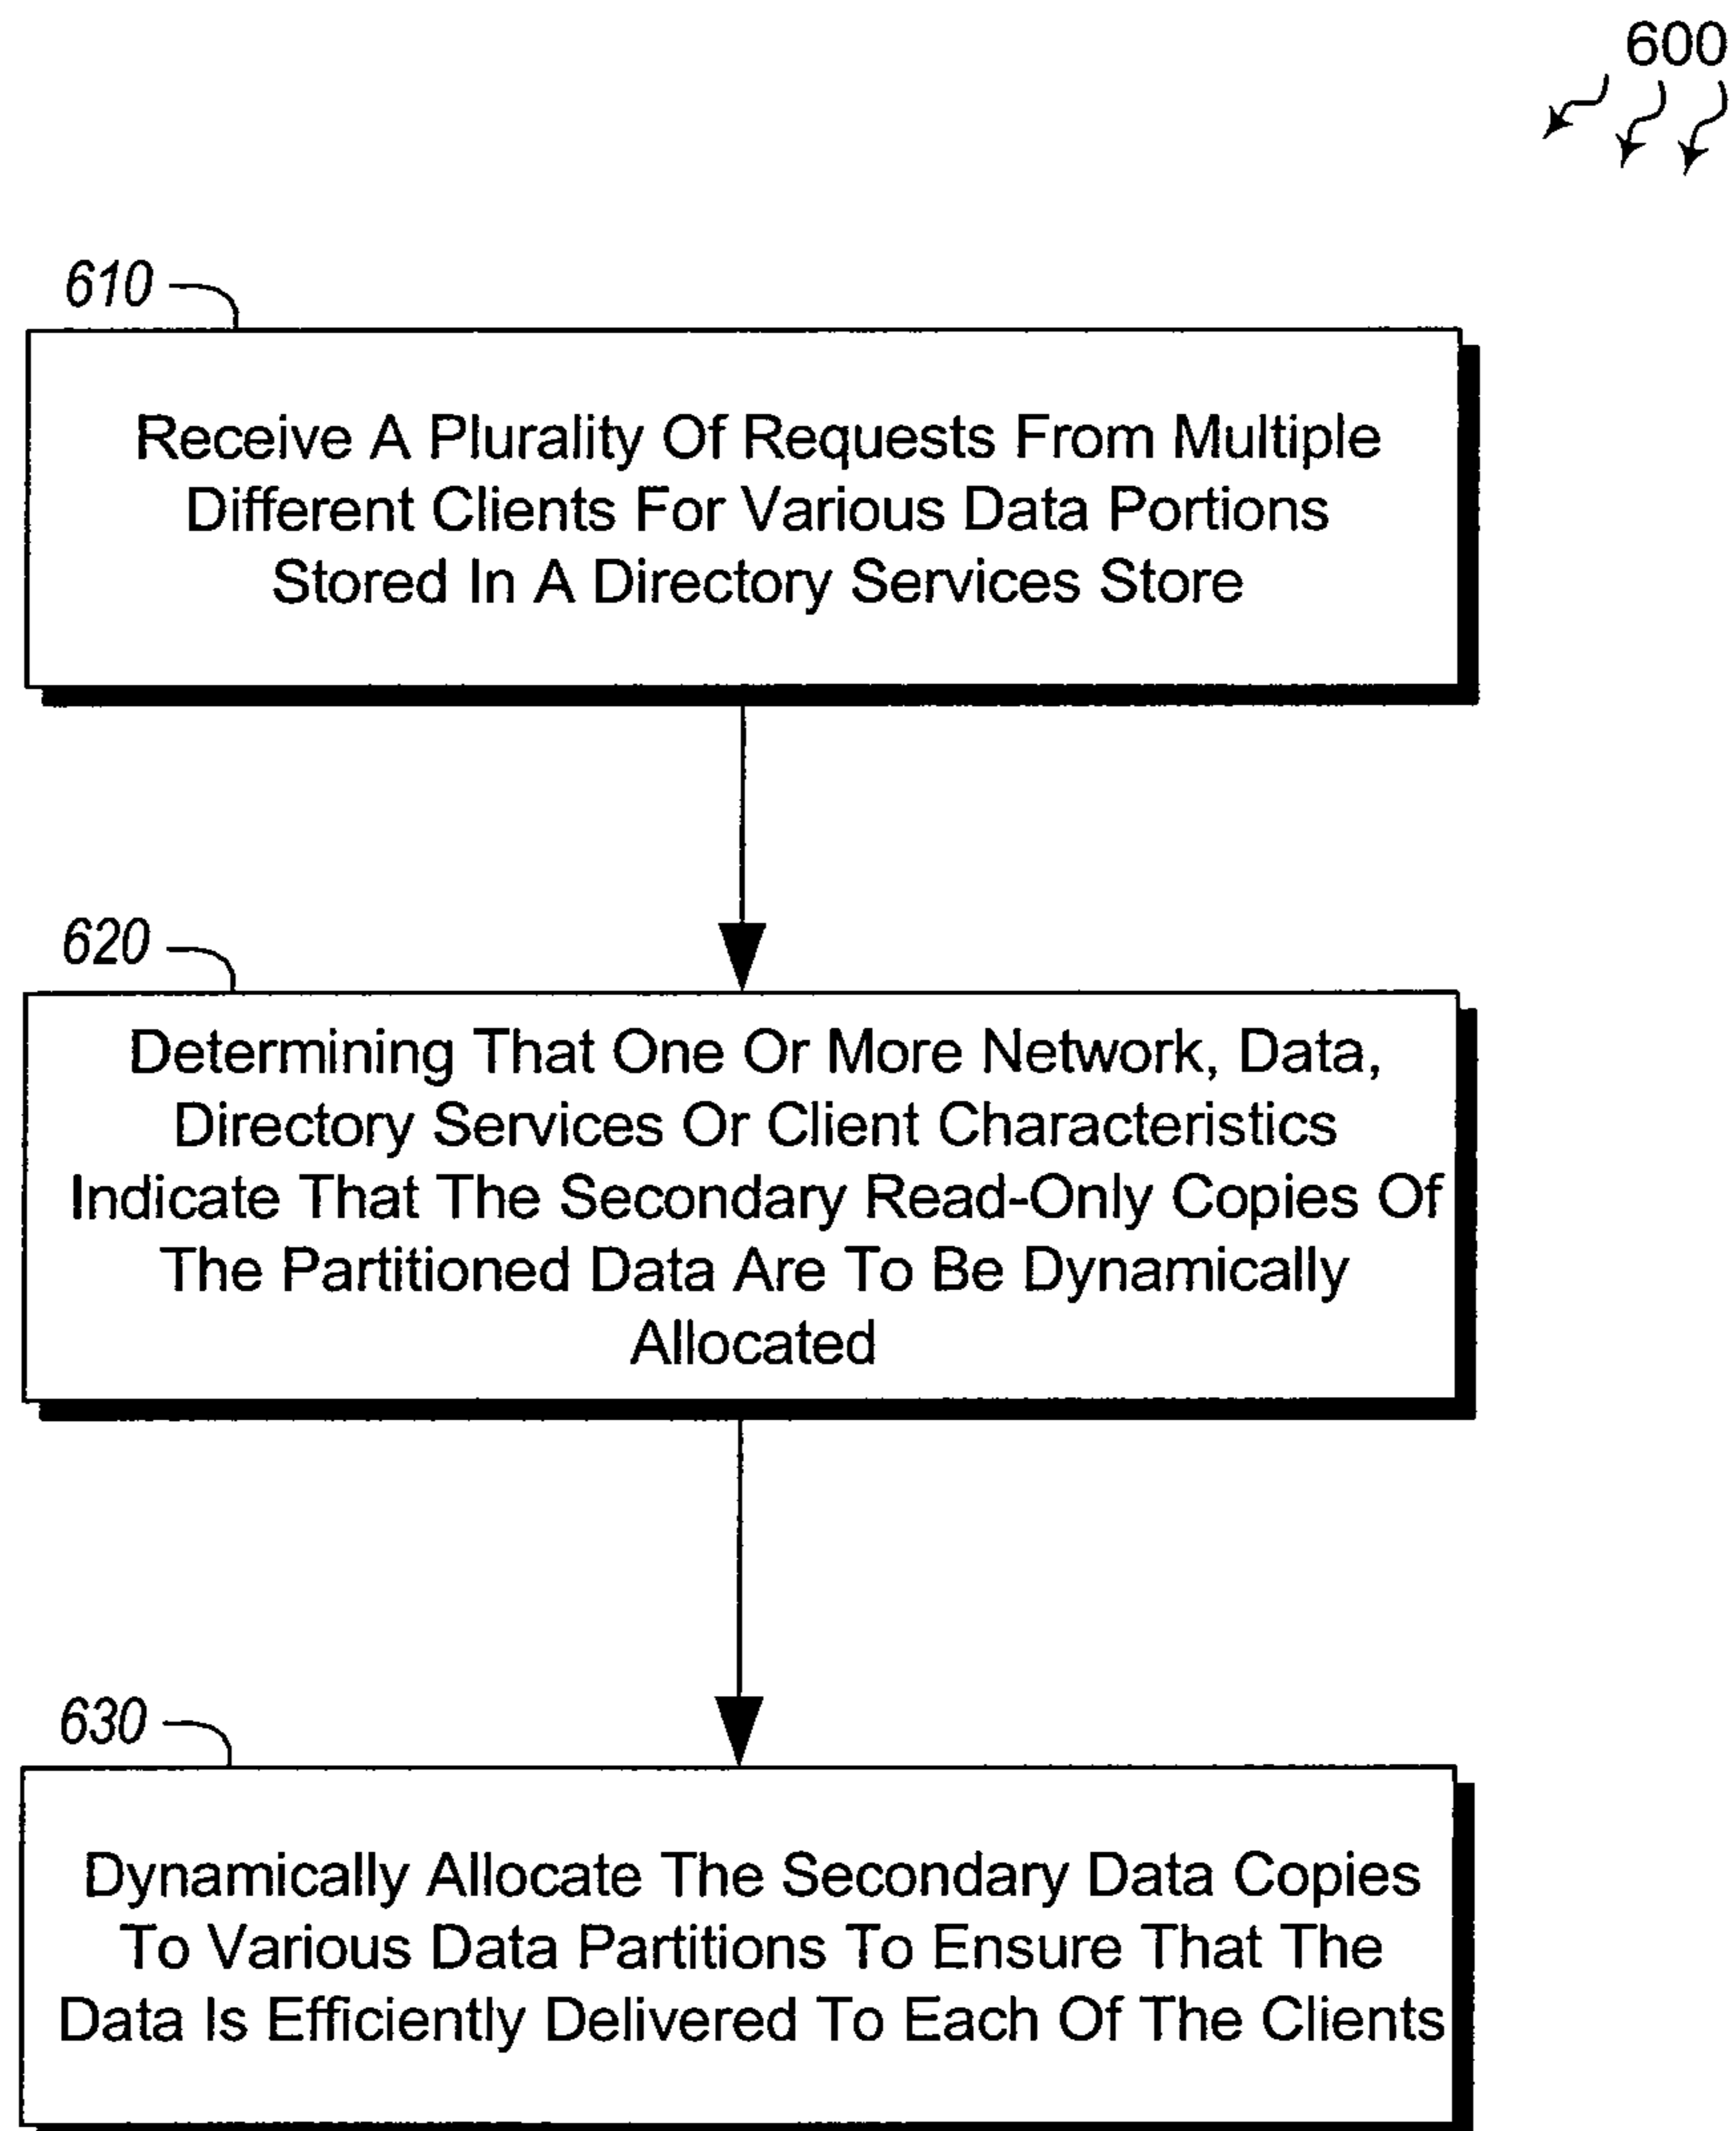 600
610
Receive A Plurality Of Requests From Multiple
Different Clients For Various Data Portions
Stored In A Directory Services Store
620
Determining That One Or More Network, Data,
Directory Services Or Client Characteristics
Indicate That The Secondary Read-Only Copies Of
The Partitioned Data Are To Be Dynamically
Allocated
630
Dynamically Allocate The Secondary Data Copies
To Various Data Partitions To Ensure That The
Data Is Efficiently Delivered To Each Of The Clients